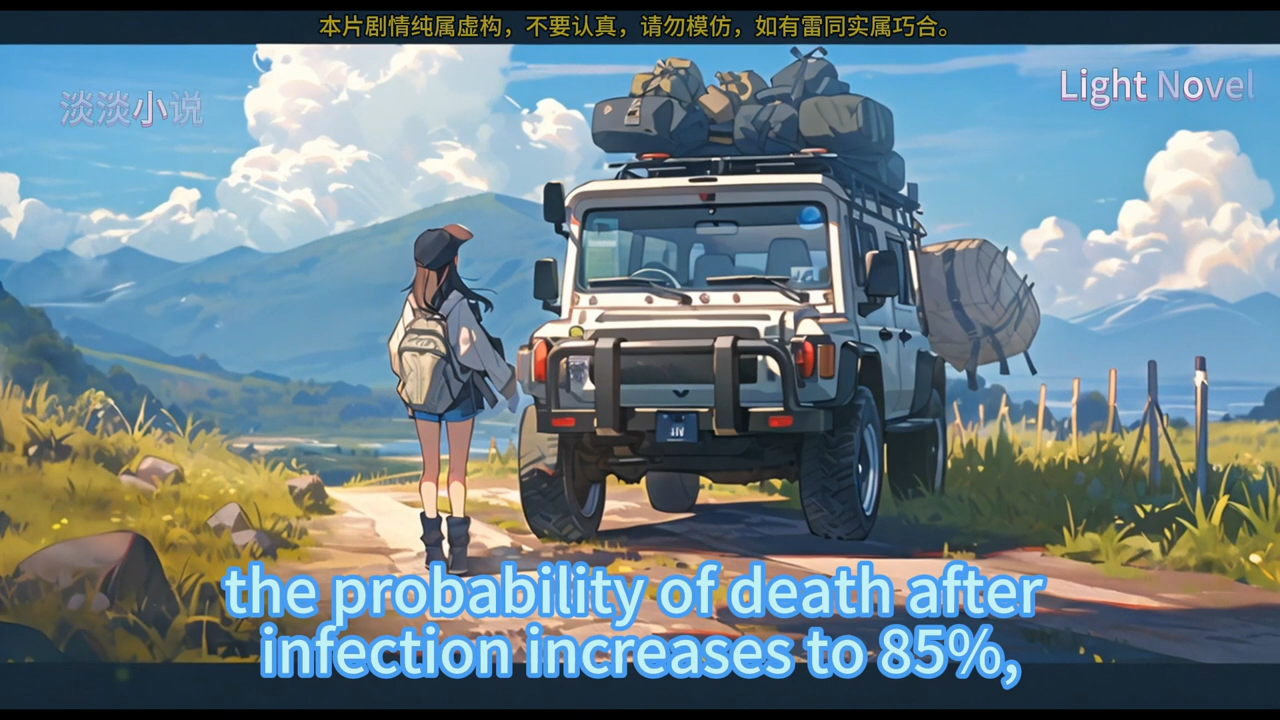 本片剧情纯属虚构，不要认真，请勿模仿，如有雷同实属巧合。
淡淡小说
Light Novel
the probability of death after
infection increases to 85%,